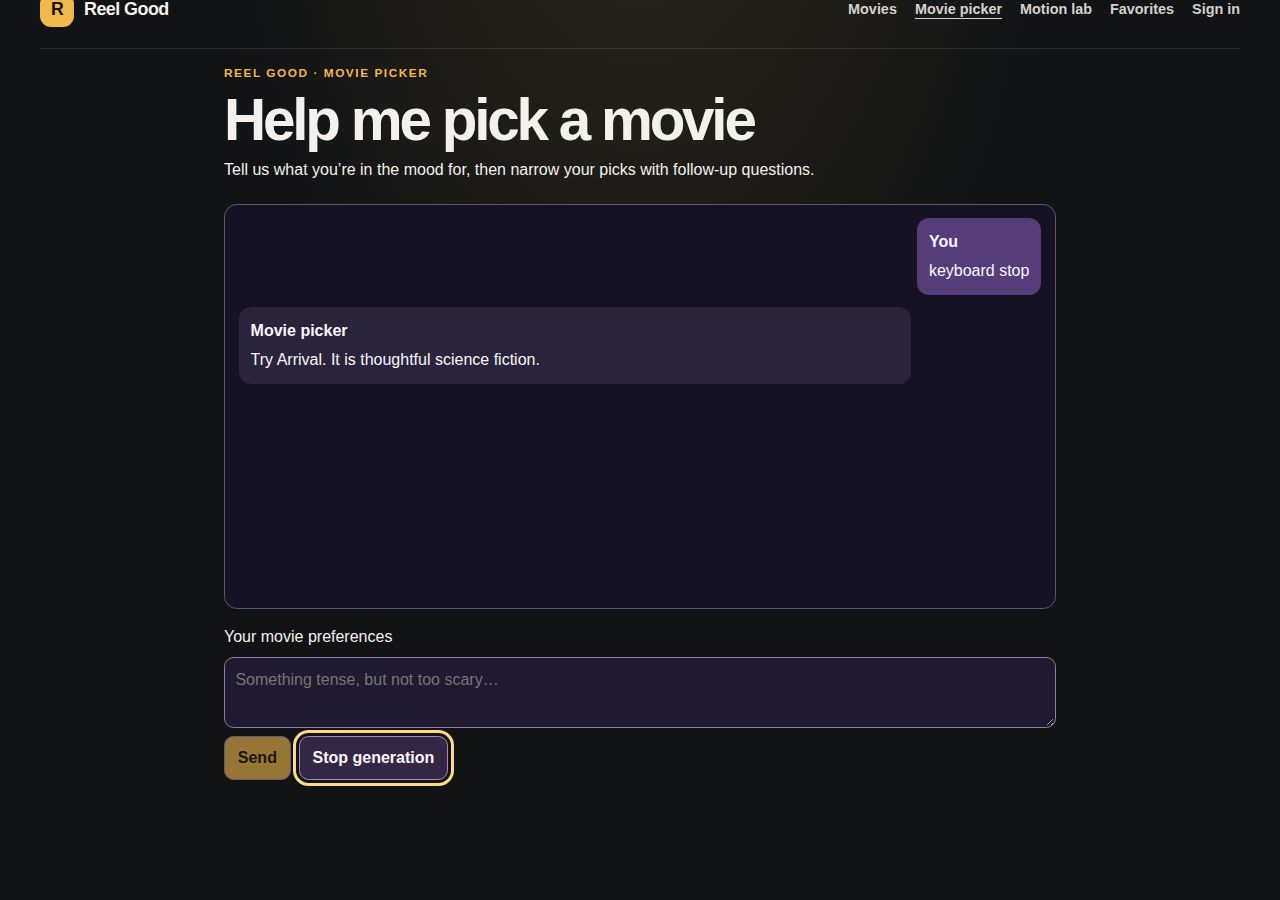 R Reel Good
Movies Movie picker Motion lab Favorites Sign in
REEL GOOD · MOVIE PICKER
Help me pick a movie
Tell us what you’re in the mood for, then narrow your picks with follow-up questions.
You
keyboard stop
Movie picker
Try Arrival. It is thoughtful science fiction.
Your movie preferences
Something tense, but not too scary…
Send Stop generation